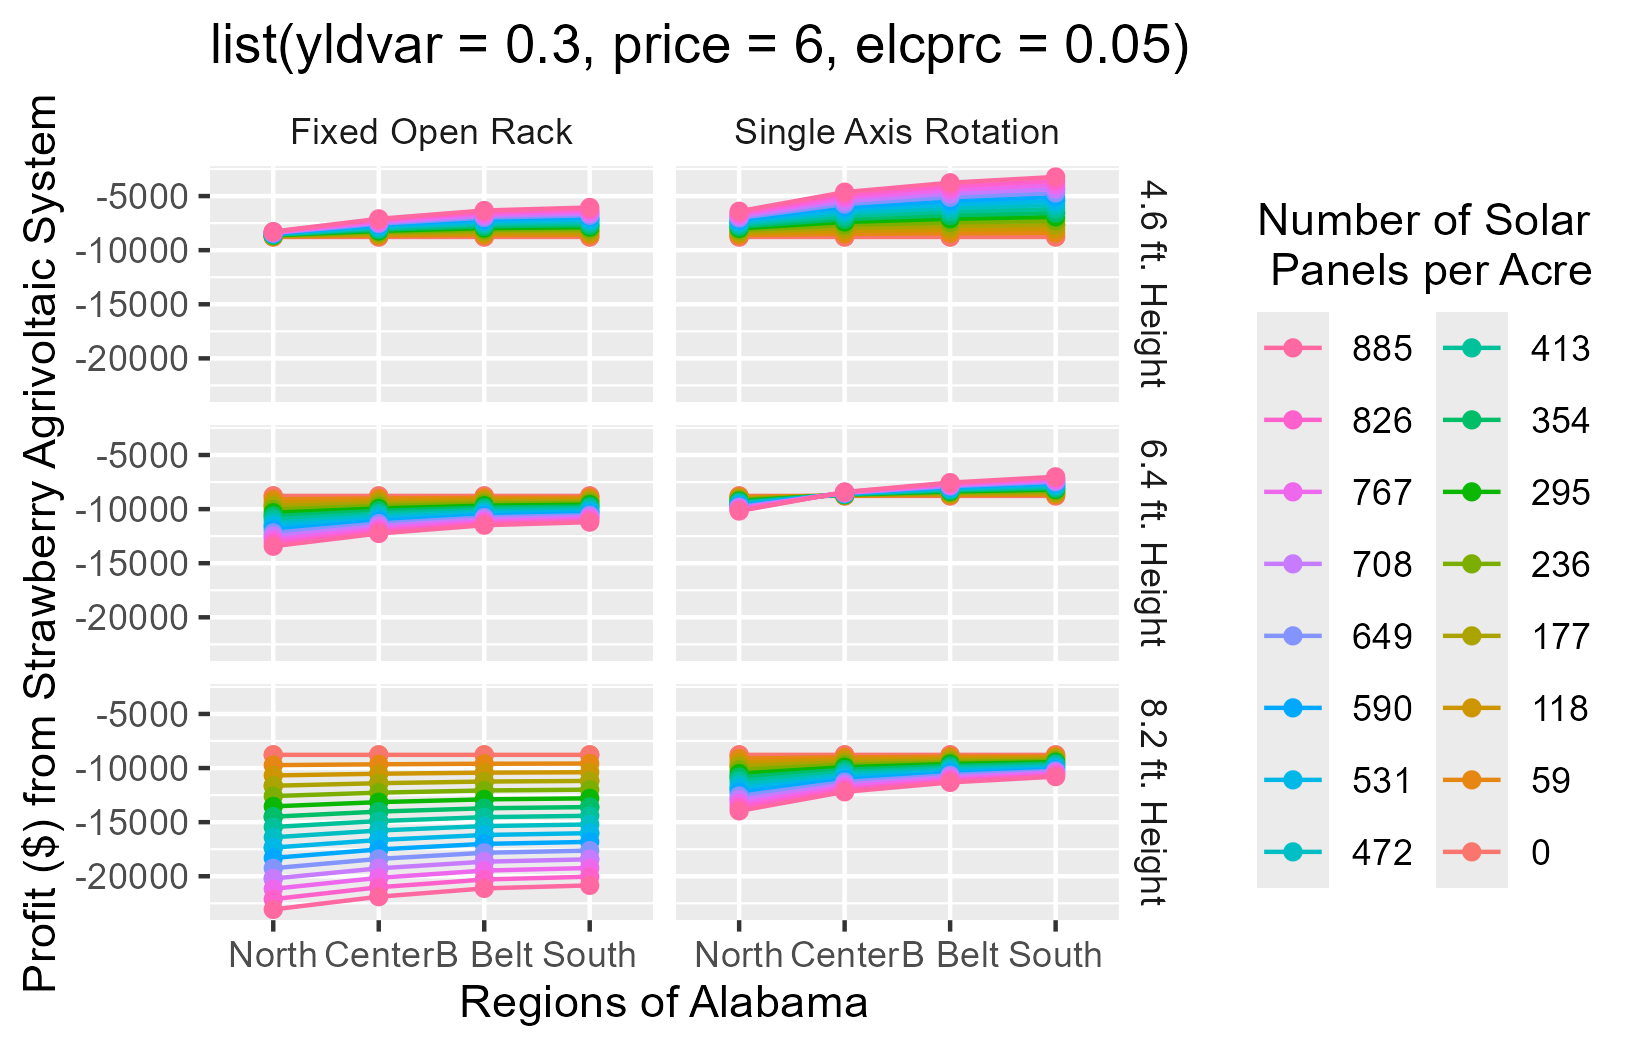 list(yldvar = 0.3, price = 6, elcprc = 0.05)
Profit ($) from Strawberry Agrivoltaic System
Fixed Open Rack
Single Axis Rotation
-5000
-10000
-15000
-20000
4.6 ft. Height
-5000
-10000
-15000
-20000
6.4 ft. Height
-5000
-10000
-15000
-20000
8.2 ft. Height
North Center B Belt South
North Center B Belt South
Regions of Alabama
Number of Solar
Panels per Acre
885
826
767
708
649
590
531
472
413
354
295
236
177
118
59
0